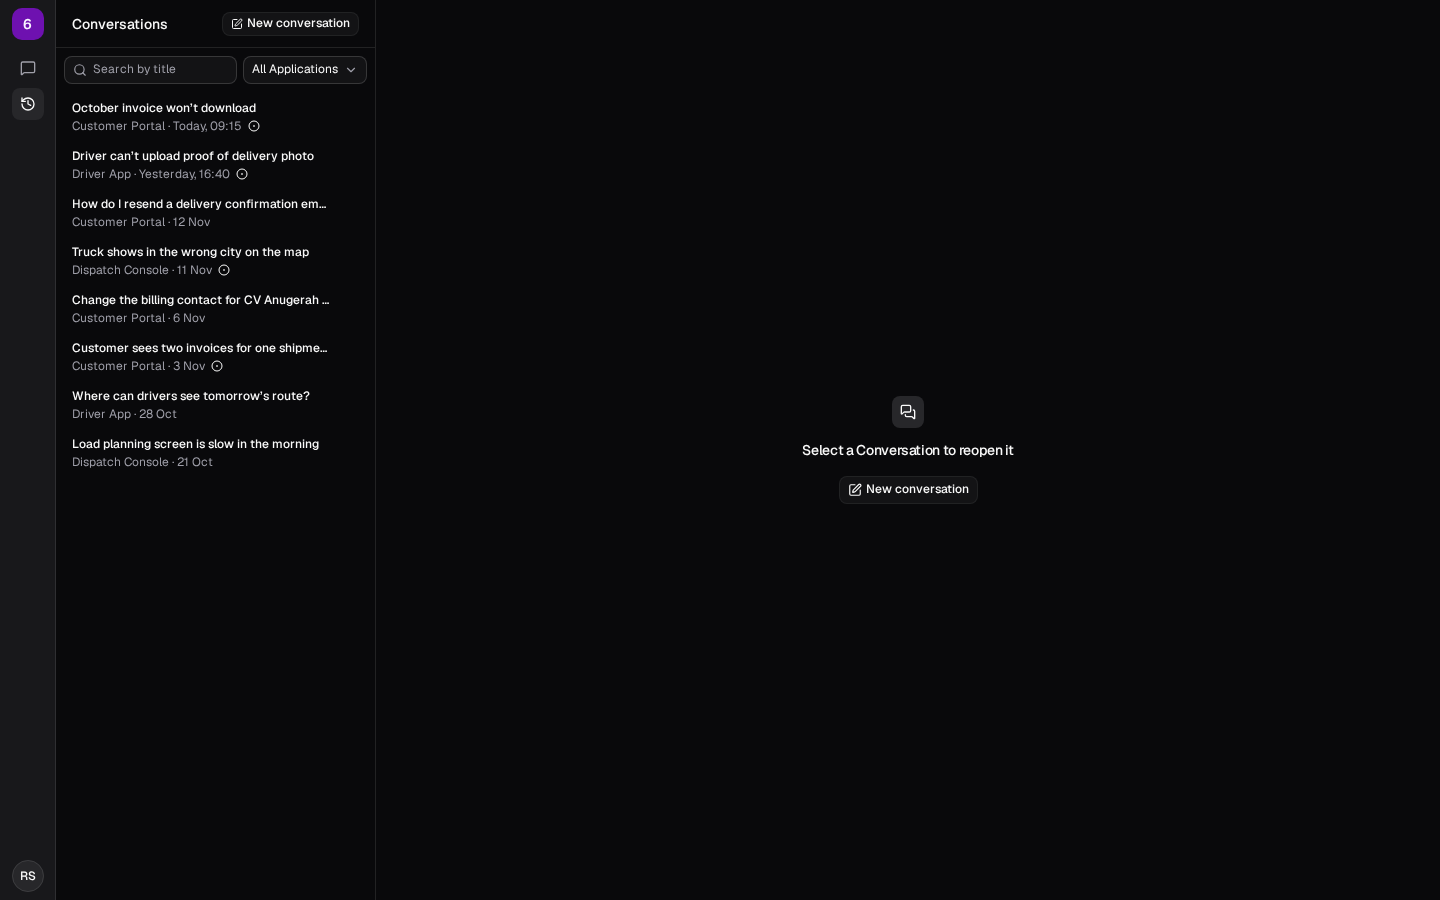 6
Conversations
New conversation
Search by title
All Applications
October invoice won't download
Customer Portal · Today, 09:15
Driver can't upload proof of delivery photo
Driver App · Yesterday, 16:40
How do I resend a delivery confirmation em…
Customer Portal · 12 Nov
Truck shows in the wrong city on the map
Dispatch Console · 11 Nov
Change the billing contact for CV Anugerah …
Customer Portal · 6 Nov
Customer sees two invoices for one shipme…
Customer Portal · 3 Nov
Where can drivers see tomorrow's route?
Driver App · 28 Oct
Load planning screen is slow in the morning
Dispatch Console · 21 Oct
Select a Conversation to reopen it
New conversation
RS